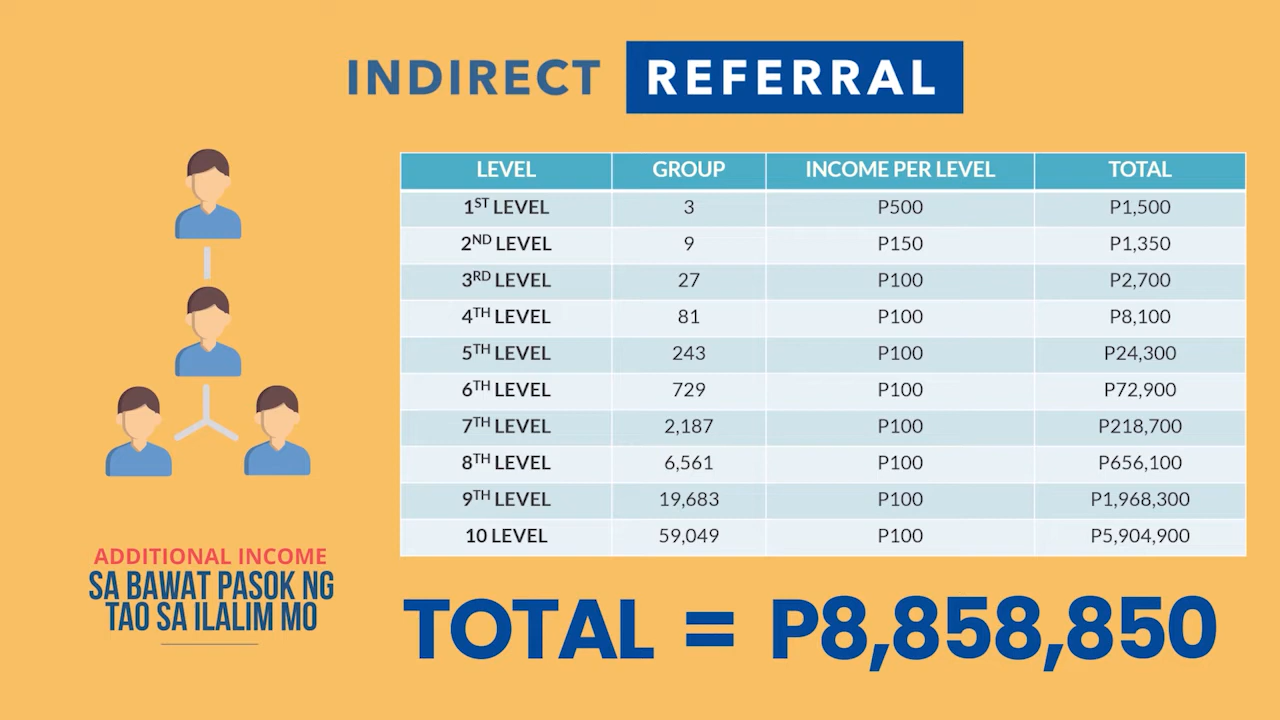 INDIRECT REFERRAL
LEVEL GROUP INCOME PER LEVEL TOTAL
1ST LEVEL 3 P500 P1,500
2ND LEVEL 9 P150 P1,350
3RD LEVEL 27 P100 P2,700
4TH LEVEL 81 P100 P8,100
5TH LEVEL 243 P100 P24,300
6TH LEVEL 729 P100 P72,900
7TH LEVEL 2,187 P100 P218,700
8TH LEVEL 6,561 P100 P656,100
9TH LEVEL 19,683 P100 P1,968,300
10 LEVEL 59,049 P100 P5,904,900
ADDITIONAL INCOME
SA BAWAT PASOK NG
TAO SA ILALIM MO
TOTAL = P8,858,850